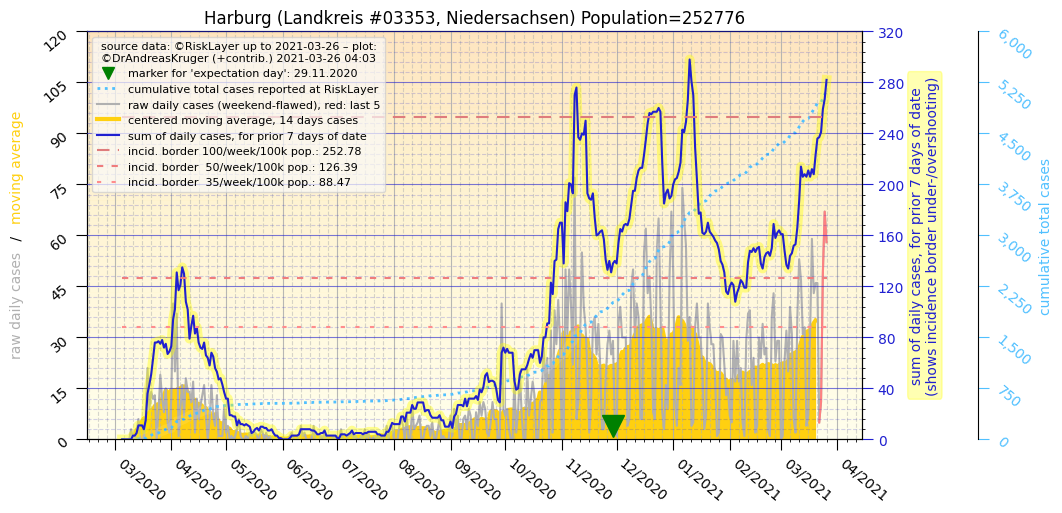 Harburg (Landkreis #03353, Niedersachsen) Population=252776
source data: ©RiskLayer up to 2021-03-26 – plot:
©DrAndreasKruger (+contrib.) 2021-03-26 04:03
marker for 'expectation day': 29.11.2020
cumulative total cases reported at RiskLayer
raw daily cases (weekend-flawed), red: last 5
centered moving average, 14 days cases
sum of daily cases, for prior 7 days of date
incid. border 100/week/100k pop.: 252.78
incid. border  50/week/100k pop.: 126.39
incid. border  35/week/100k pop.: 88.47
raw daily cases / moving average
120
105
90
75
60
45
30
15
0
03/2020
04/2020
05/2020
06/2020
07/2020
08/2020
09/2020
10/2020
11/2020
12/2020
01/2021
02/2021
03/2021
04/2021
320
280
240
200
160
120
80
40
0
sum of daily cases, for prior 7 days of date
(shows incidence border under-/overshooting)
6,000
5,250
4,500
3,750
3,000
2,250
1,500
750
0
cumulative total cases